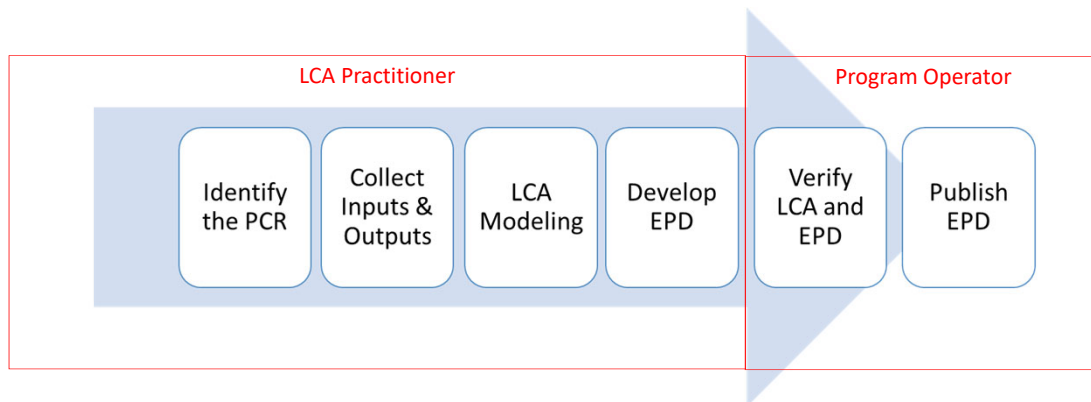 LCA Practitioner
Program Operator
Identify
the PCR
Collect
Inputs &
Outputs
LCA
Modeling
Develop
EPD
Verify
LCA and
EPD
Publish
EPD